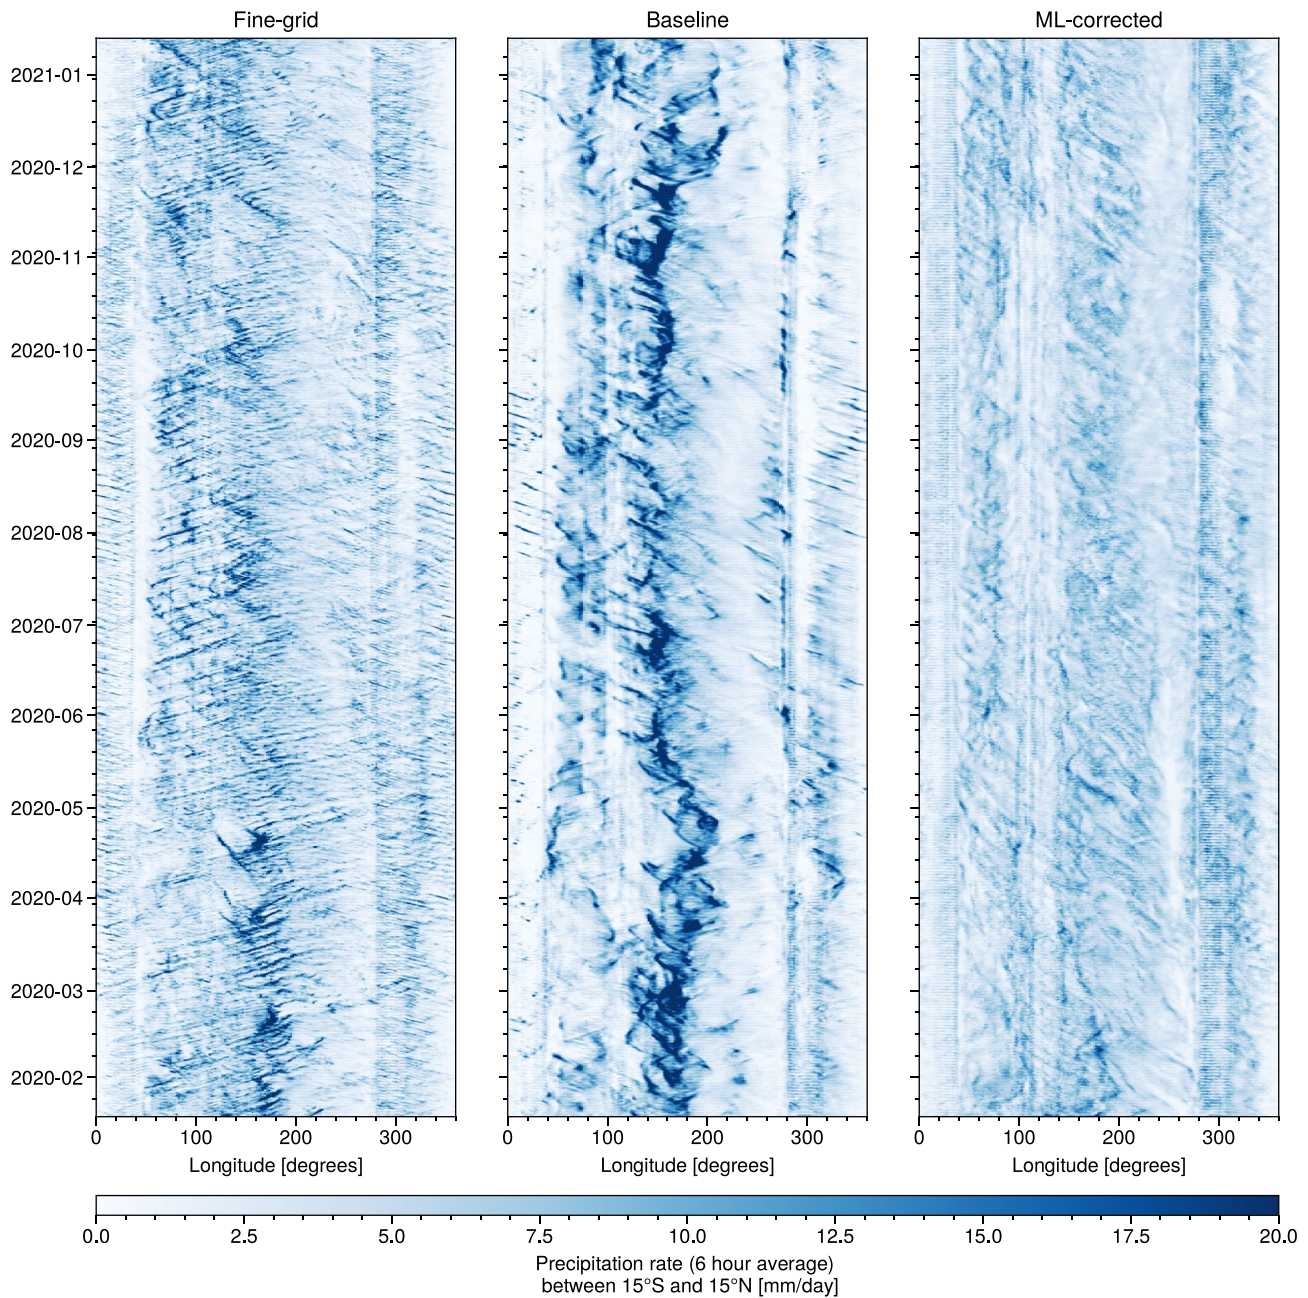 Fine-grid
Baseline
ML-corrected
2021-01
2020-12
2020-11
2020-10
2020-09
2020-08
2020-07
2020-06
2020-05
2020-04
2020-03
2020-02
0 100 200 300
0 100 200 300
0 100 200 300
Longitude [degrees]
Longitude [degrees]
Longitude [degrees]
0.0 2.5 5.0 7.5 10.0 12.5 15.0 17.5 20.0
Precipitation rate (6 hour average)
between 15°S and 15°N [mm/day]